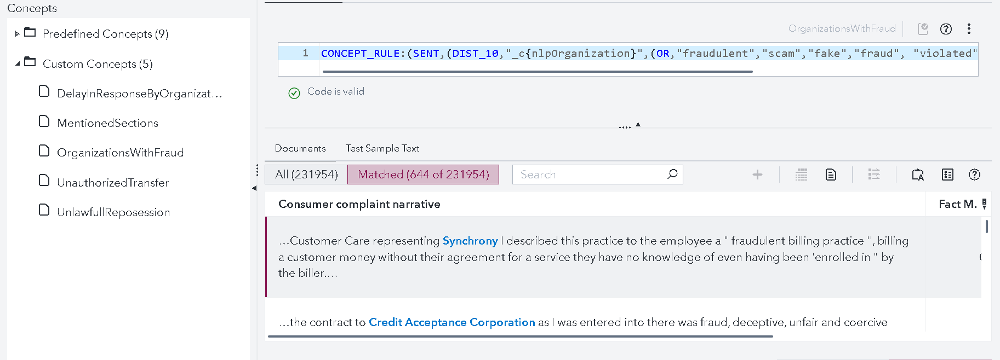 Concepts
Predefined Concepts (9)
Custom Concepts (5)
DelayInResponseByOrganizat...
MentionedSections
OrganizationsWithFraud
UnauthorizedTransfer
UnlawfullReposession
OrganizationsWithFraud
1 CONCEPT_RULE:(SENT,(DIST_10,"_c{nlpOrganization}",(OR,"fraudulent","scam","fake","fraud", "violated"
Code is valid
Documents Test Sample Text
All (231954) Matched (644 of 231954) Search
Consumer complaint narrative Fact M.
...Customer Care representing Synchrony I described this practice to the employee a " fraudulent billing practice '', billing
a customer money without their agreement for a service they have no knowledge of even having been 'enrolled in " by
the biller....
...the contract to Credit Acceptance Corporation as I was entered into there was fraud, deceptive, unfair and coercive